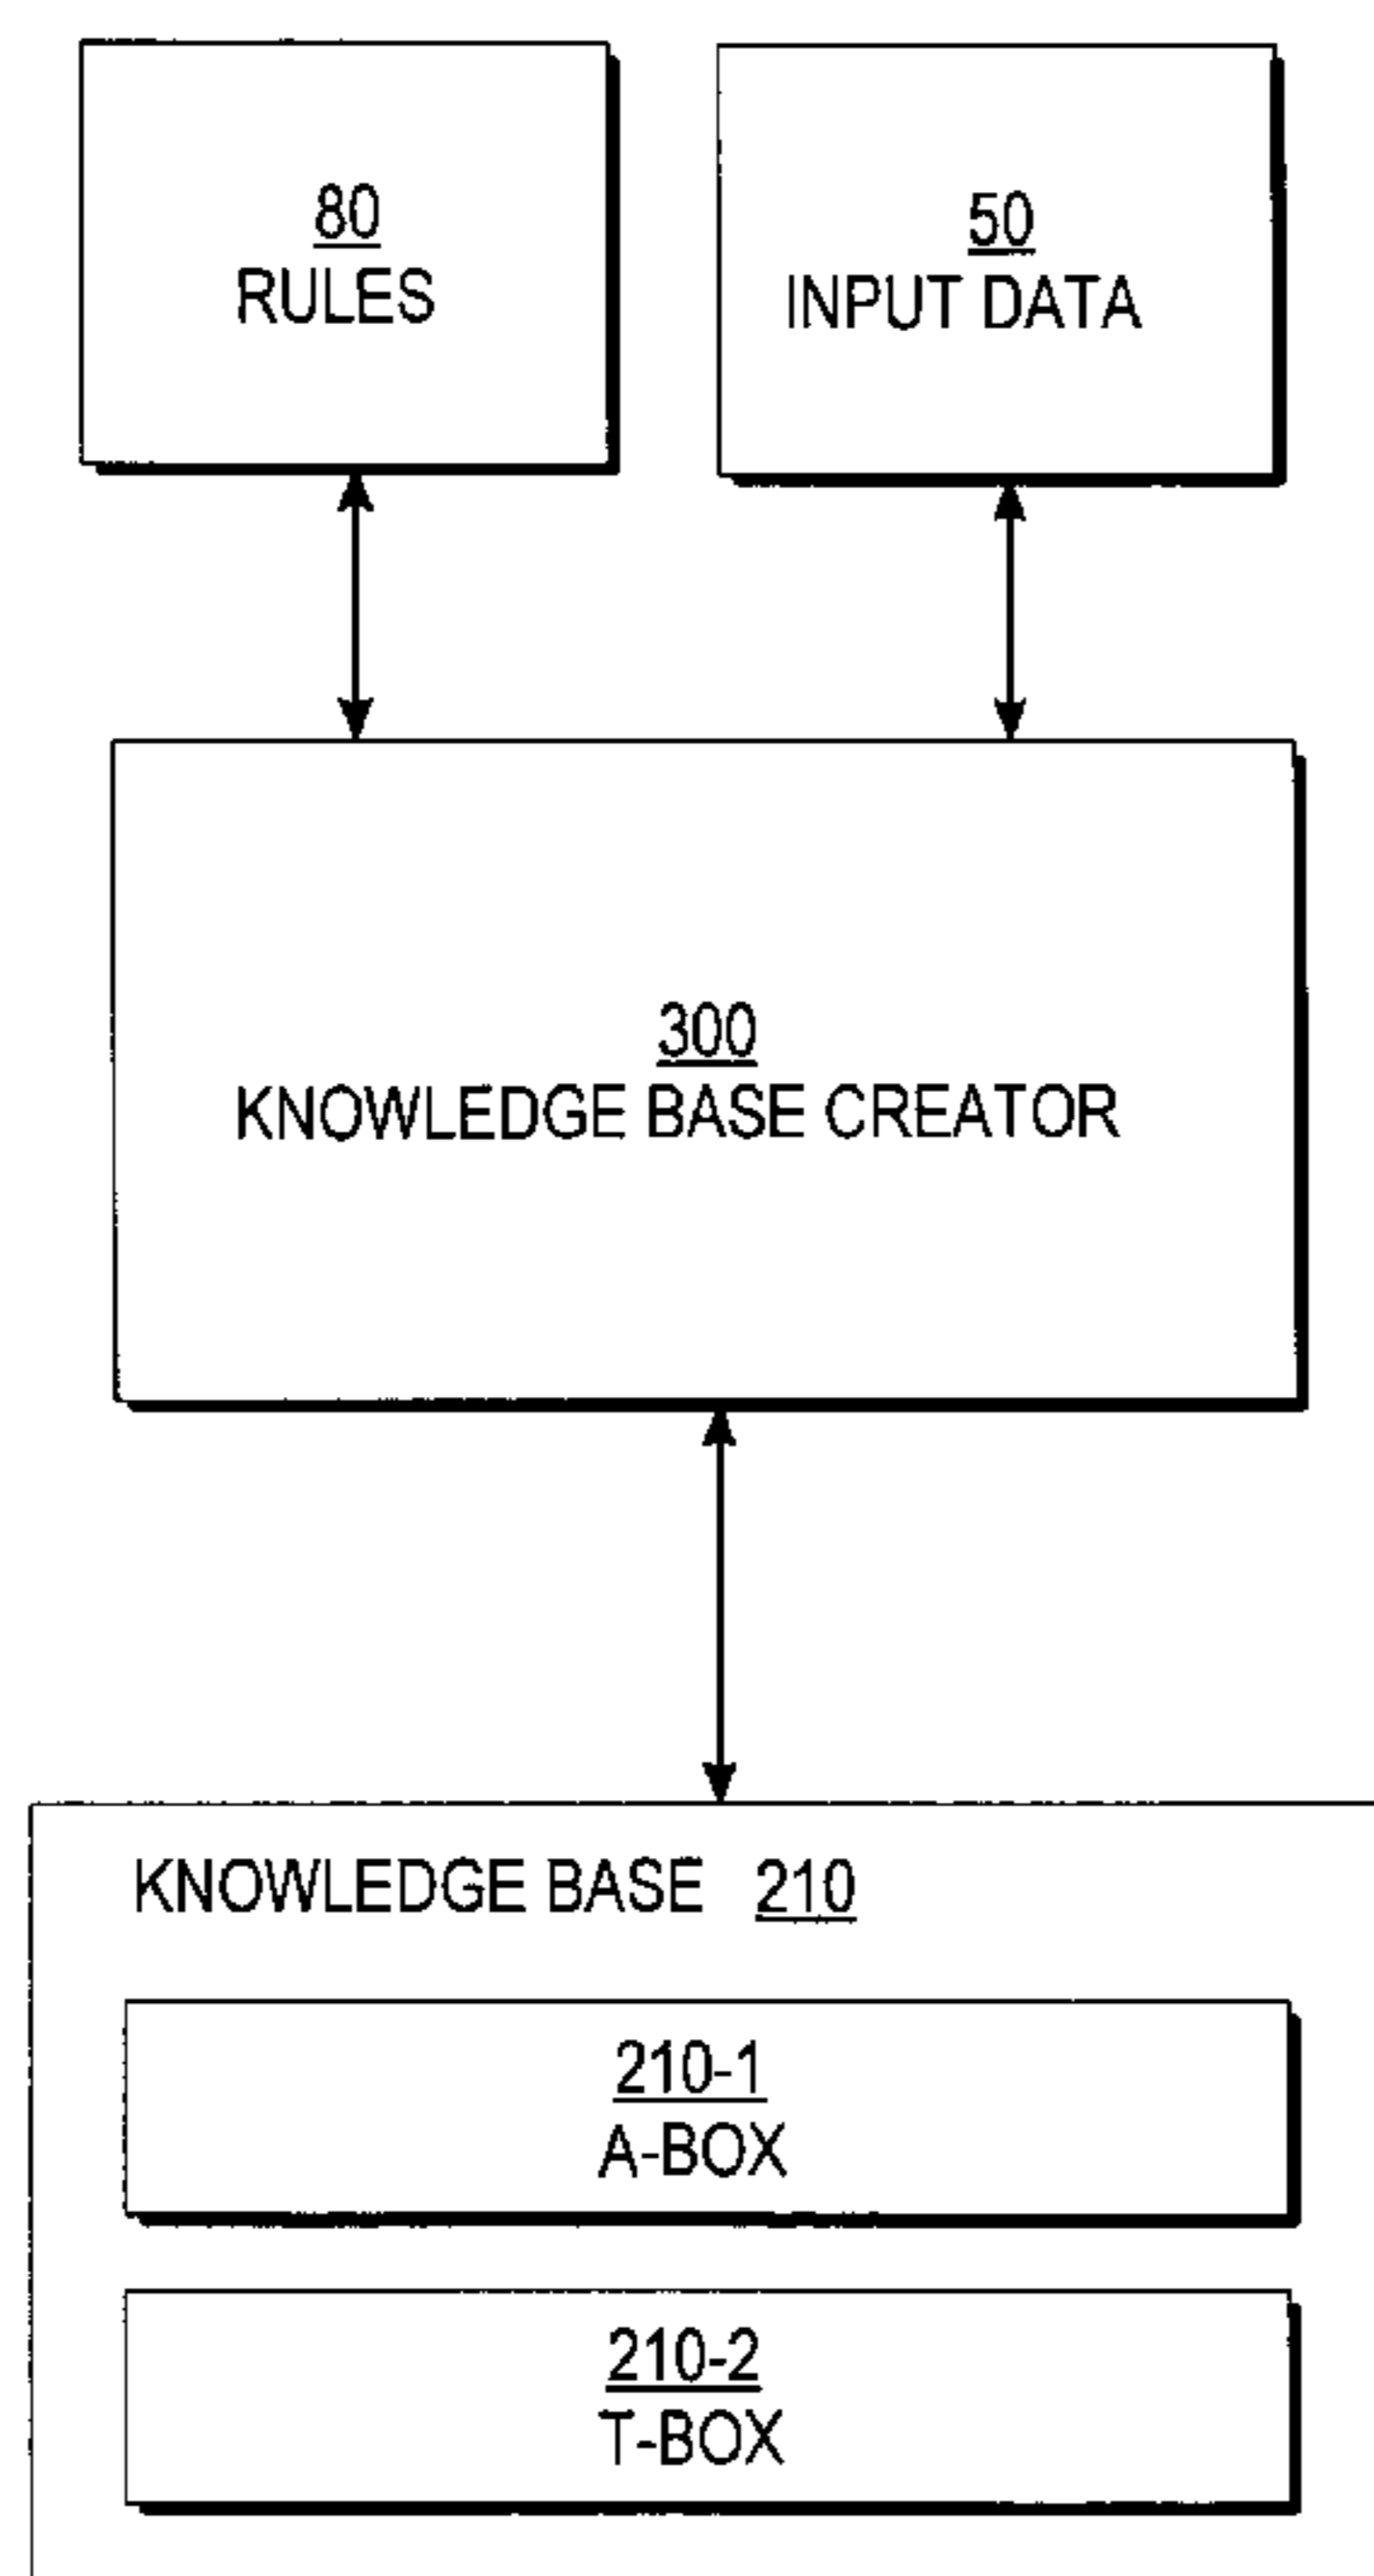 80
RULES
50
INPUT DATA
300
KNOWLEDGE BASE CREATOR
KNOWLEDGE BASE 210
210-1
A-BOX
210-2
T-BOX